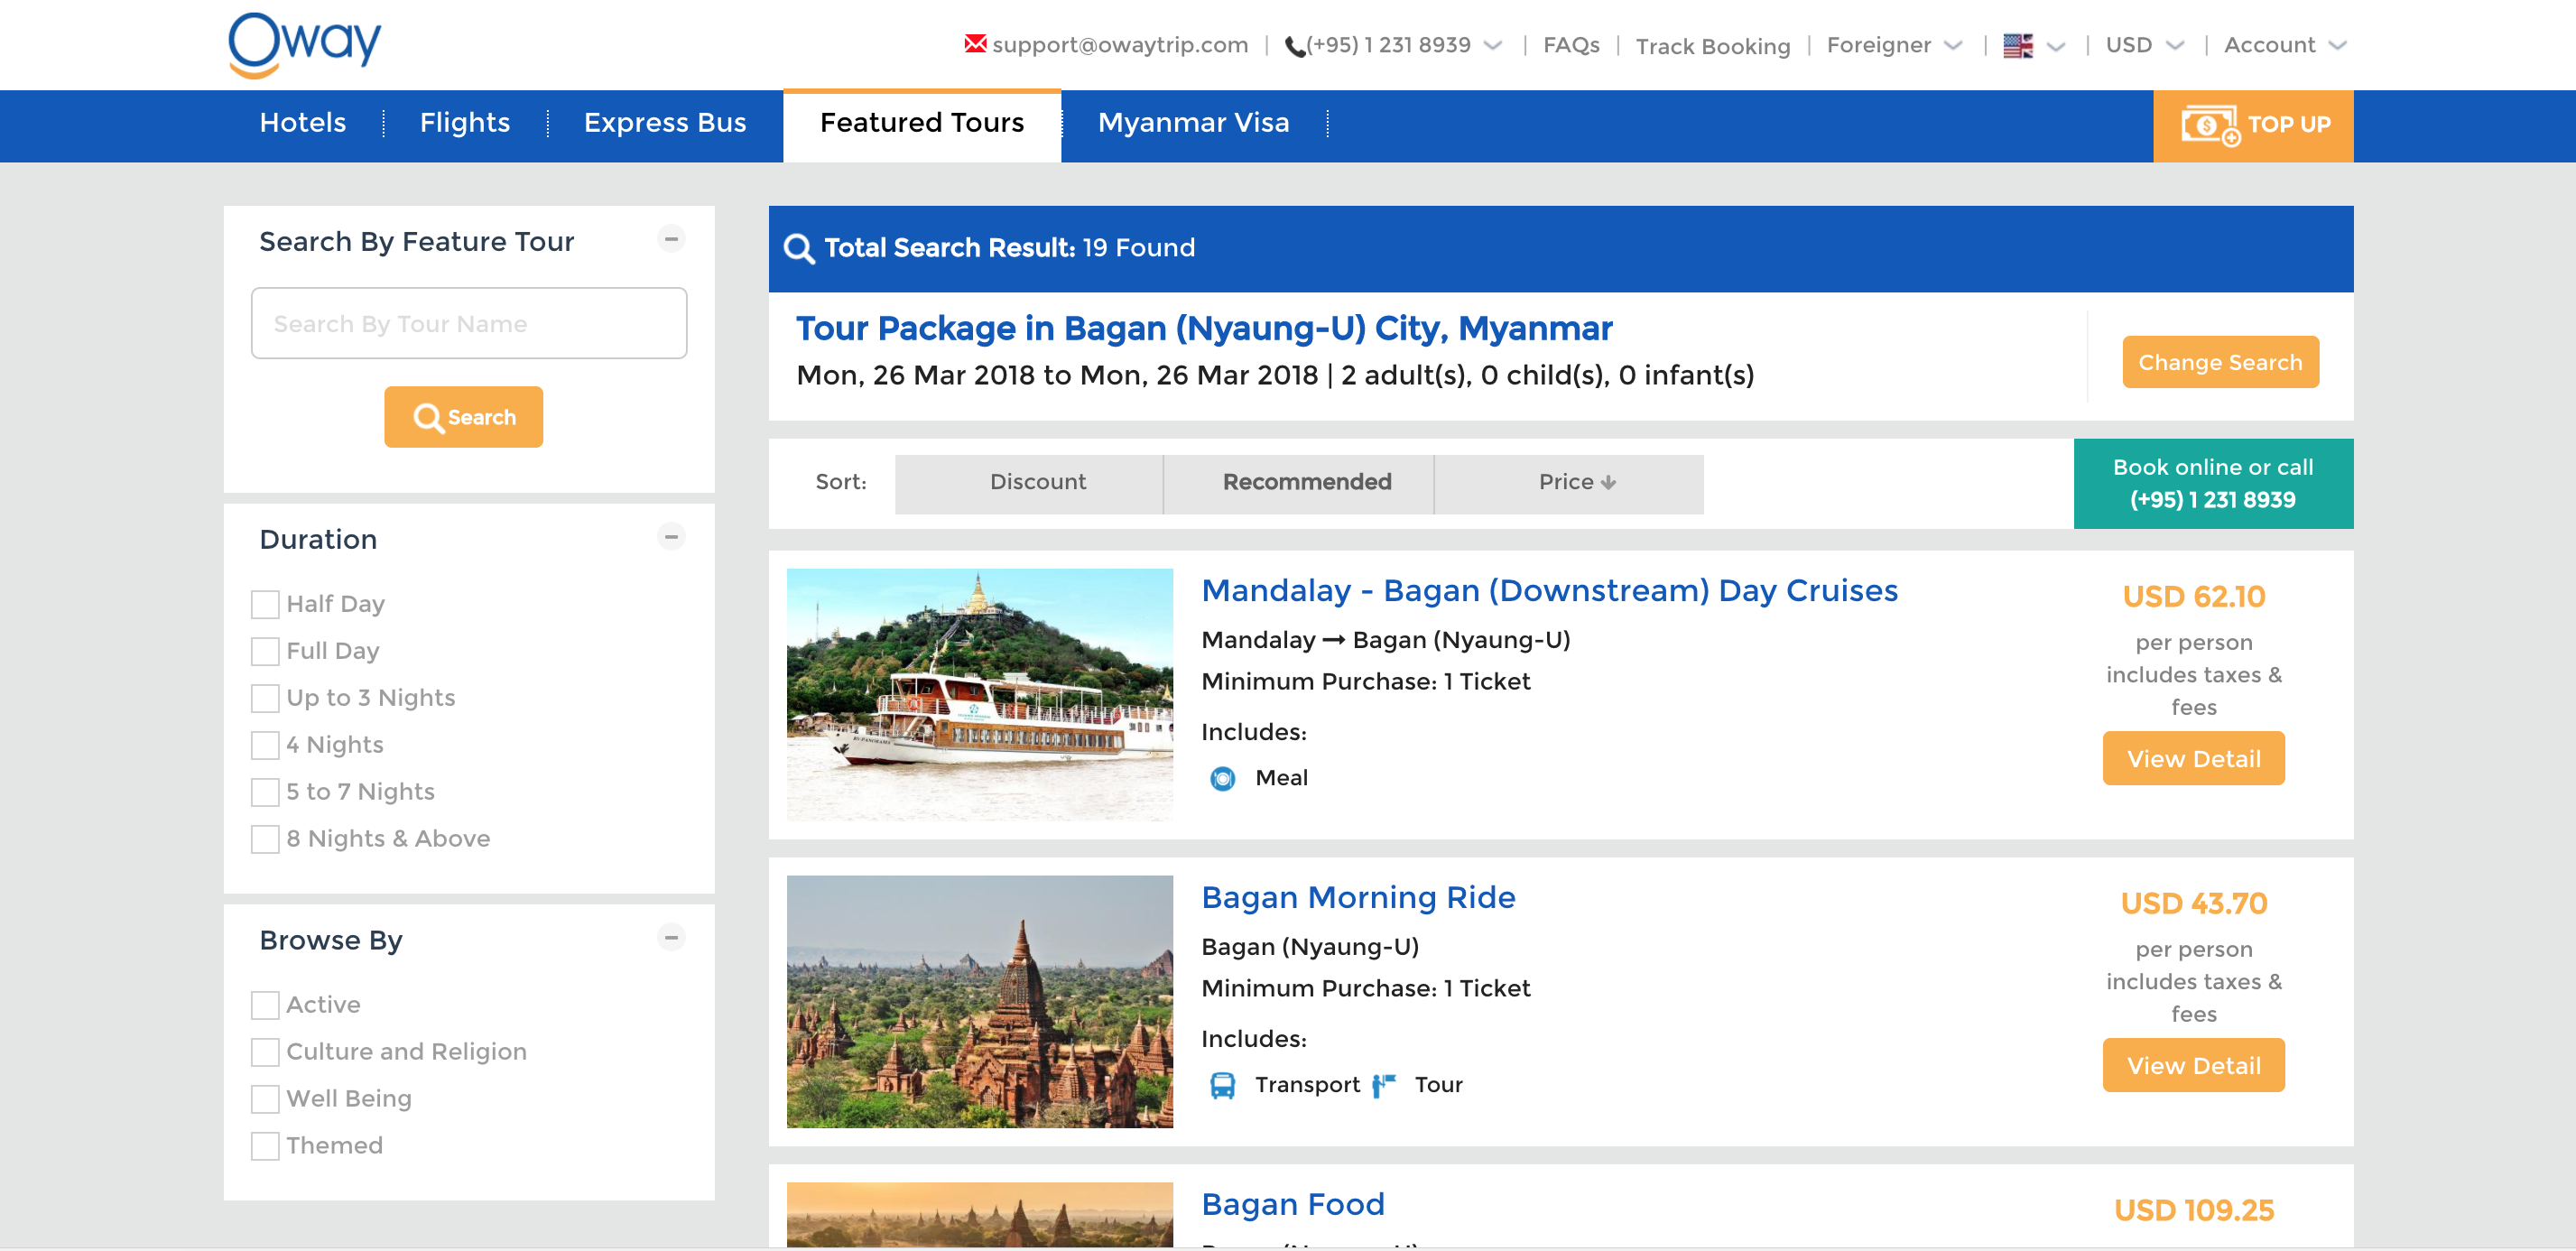 Oway
support@owaytrip.com | (+95) 1 231 8939 | FAQs | Track Booking | Foreigner | | USD | Account
Hotels
Flights
Express Bus
Featured Tours
Myanmar Visa
TOP UP
Search By Feature Tour
Search By Tour Name
Search
Duration
Half Day
Full Day
Up to 3 Nights
4 Nights
5 to 7 Nights
8 Nights & Above
Browse By
Active
Culture and Religion
Well Being
Themed
Total Search Result: 19 Found
Tour Package in Bagan (Nyaung-U) City, Myanmar
Mon, 26 Mar 2018 to Mon, 26 Mar 2018 | 2 adult(s), 0 child(s), 0 infant(s)
Change Search
Sort:
Discount
Recommended
Price
Book online or call
(+95) 1 231 8939
Mandalay - Bagan (Downstream) Day Cruises
Mandalay → Bagan (Nyaung-U)
Minimum Purchase: 1 Ticket
Includes:
Meal
USD 62.10
per person
includes taxes &
fees
View Detail
Bagan Morning Ride
Bagan (Nyaung-U)
Minimum Purchase: 1 Ticket
Includes:
Transport Tour
USD 43.70
per person
includes taxes &
fees
View Detail
Bagan Food
USD 109.25